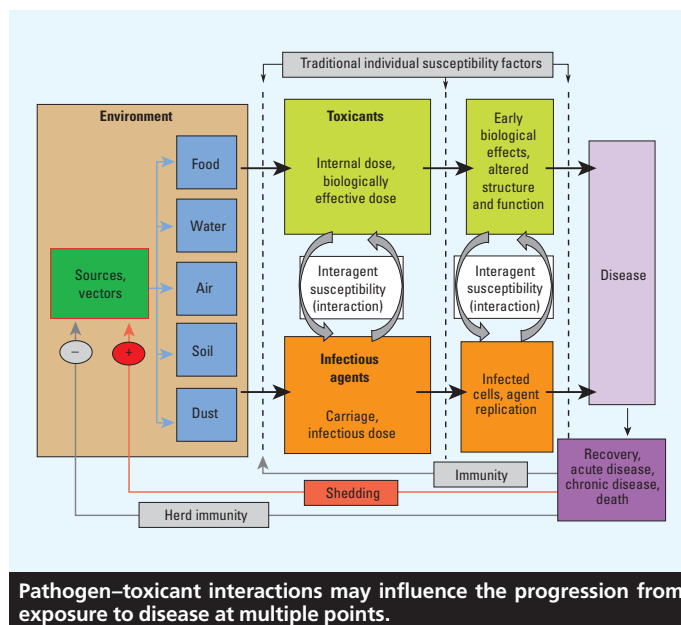 Traditional individual susceptibility factors
Environment
Food
Water
Air
Soil
Dust
Sources,
vectors
–
+
Toxicants
Internal dose,
biologically
effective dose
Early
biological
effects,
altered
structure
and function
Interagent
susceptibility
(interaction)
Interagent
susceptibility
(interaction)
Disease
Infectious
agents
Carriage,
infectious dose
Infected
cells, agent
replication
Recovery,
acute disease,
chronic disease,
death
Immunity
Shedding
Herd immunity
Pathogen–toxicant interactions may influence the progression from
exposure to disease at multiple points.